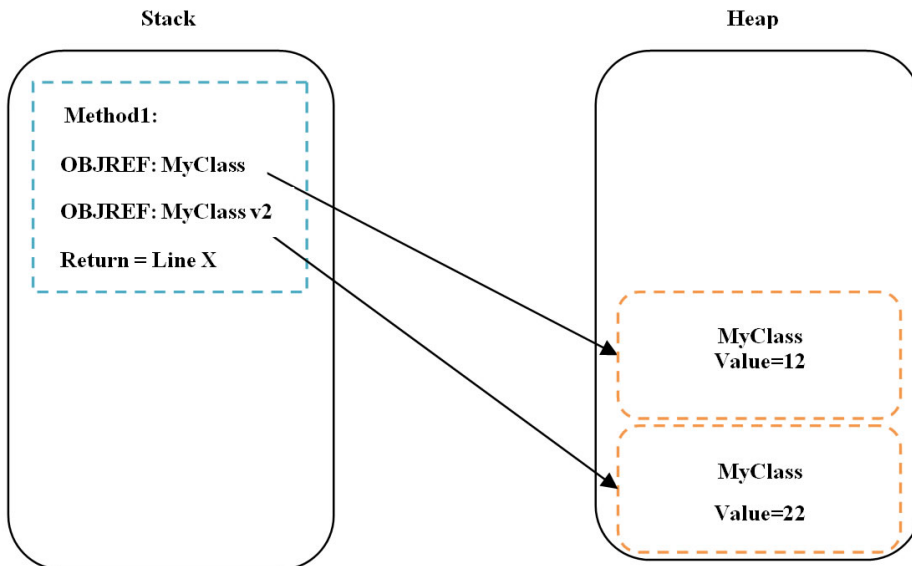 Stack
Heap
Method1:
OBJREF: MyClass
OBJREF: MyClass v2
Return = Line X
MyClass
Value=12
MyClass
Value=22